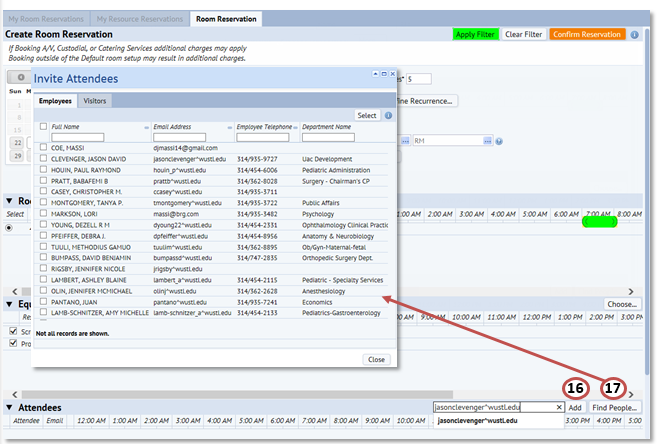 My Room Reservations My Resource Reservations Room Reservation
Create Room Reservation Apply Filter Clear Filter Confirm Reservation
If Booking A/V, Custodial, or Catering Services additional charges may apply
Booking outside of the Default room setup may result in additional charges.
Invite Attendees
Employees Visitors
Select
Full Name Email Address Employee Telephone Department Name
COE, MASSI djmassi14@gmail.com
CLEVENGER, JASON DAVID jasonclevenger^wustl.edu 314/935-9727 Uac Development
HOUIN, PAUL RAYMOND houin_p^wustl.edu 314/454-6006 Pediatric Administration
PRATT, BABAFEMI B prattb^wustl.edu 314/362-8028 Surgery - Chairman's CP
CASEY, CHRISTOPHER M. ccasey^wustl.edu 314/935-3711
MONTGOMERY, TANYA P. tmontgomery^wustl.edu 314/935-3722 Public Affairs
MARKSON, LORI massi@brg.com 314/935-3482 Psychology
YOUNG, DEZELL R M dyoung22^wustl.edu 314/454-2331 Ophthalmology Clinical Practic
PFEIFFER, DEBRA J. dpfeiffer^wustl.edu 314/454-8956 Anatomy & Neurobiology
TUULI, METHODIUS GAMUO tuulim^wustl.edu 314/362-8895 Ob/Gyn-Maternal-fetal
BUMPASS, DAVID BENJAMIN bumpassd^wustl.edu 314/747-2835 Orthopedic Surgery Dept.
RIGSBY, JENNIFER NICOLE jrigsby^wustl.edu
LAMBERT, ASHLEY BLAINE lambert_a^wustl.edu 314/454-2115 Pediatric - Specialty Services
OLIN, JENNIFER MCMICHAEL olinj^wustl.edu 314/362-2628 Anesthesiology
PANTANO, JUAN pantano^wustl.edu 314/935-7241 Economics
LAMB-SCHNITZER, AMY MICHELLE lamb-schnitzer_a^wustl.edu 314/454-2133 Pediatrics-Gastroenterology
Not all records are shown.
Close
Sun M
1
8
15
22
29
$
fine Recurrence...
RM
Roo
Select
1:00 AM 2:00 AM 3:00 AM 4:00 AM 5:00 AM 6:00 AM 7:00 AM 8:00 AM
Equ Choose...
Res 9:00 AM 10:00 AM 11:00 AM 12:00 PM 1:00 PM 2:00 PM 3:00 PM
Scr
Pro
16 17
Attendees jasonclevenger^wustl.edu Add Find People...
Attendee Email 12:00 AM 1:00 AM 2:00 AM 3:00 AM 4:00 AM 5:00 AM 6:00 AM 7:00 AM 8:00 AM 9:00 AM 10:00 AM jasonclevenger^wustl.edu 3:00 PM 4:00 PM 5:00